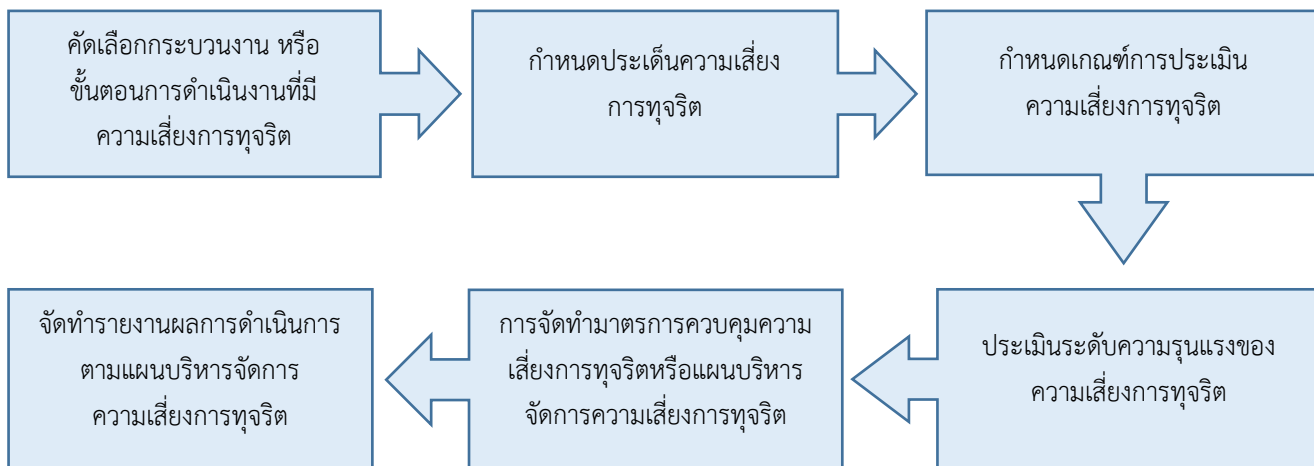 คัดเลือกกระบวนงาน หรือ
ขั้นตอนการดำเนินงานที่มี
ความเสี่ยงการทุจริต
กำหนดประเด็นความเสี่ยง
การทุจริต
กำหนดเกณฑ์การประเมิน
ความเสี่ยงการทุจริต
ประเมินระดับความรุนแรงของ
ความเสี่ยงการทุจริต
การจัดทำมาตรการควบคุมความ
เสี่ยงการทุจริตหรือแผนบริหาร
จัดการความเสี่ยงการทุจริต
จัดทำรายงานผลการดำเนินการ
ตามแผนบริหารจัดการ
ความเสี่ยงการทุจริต